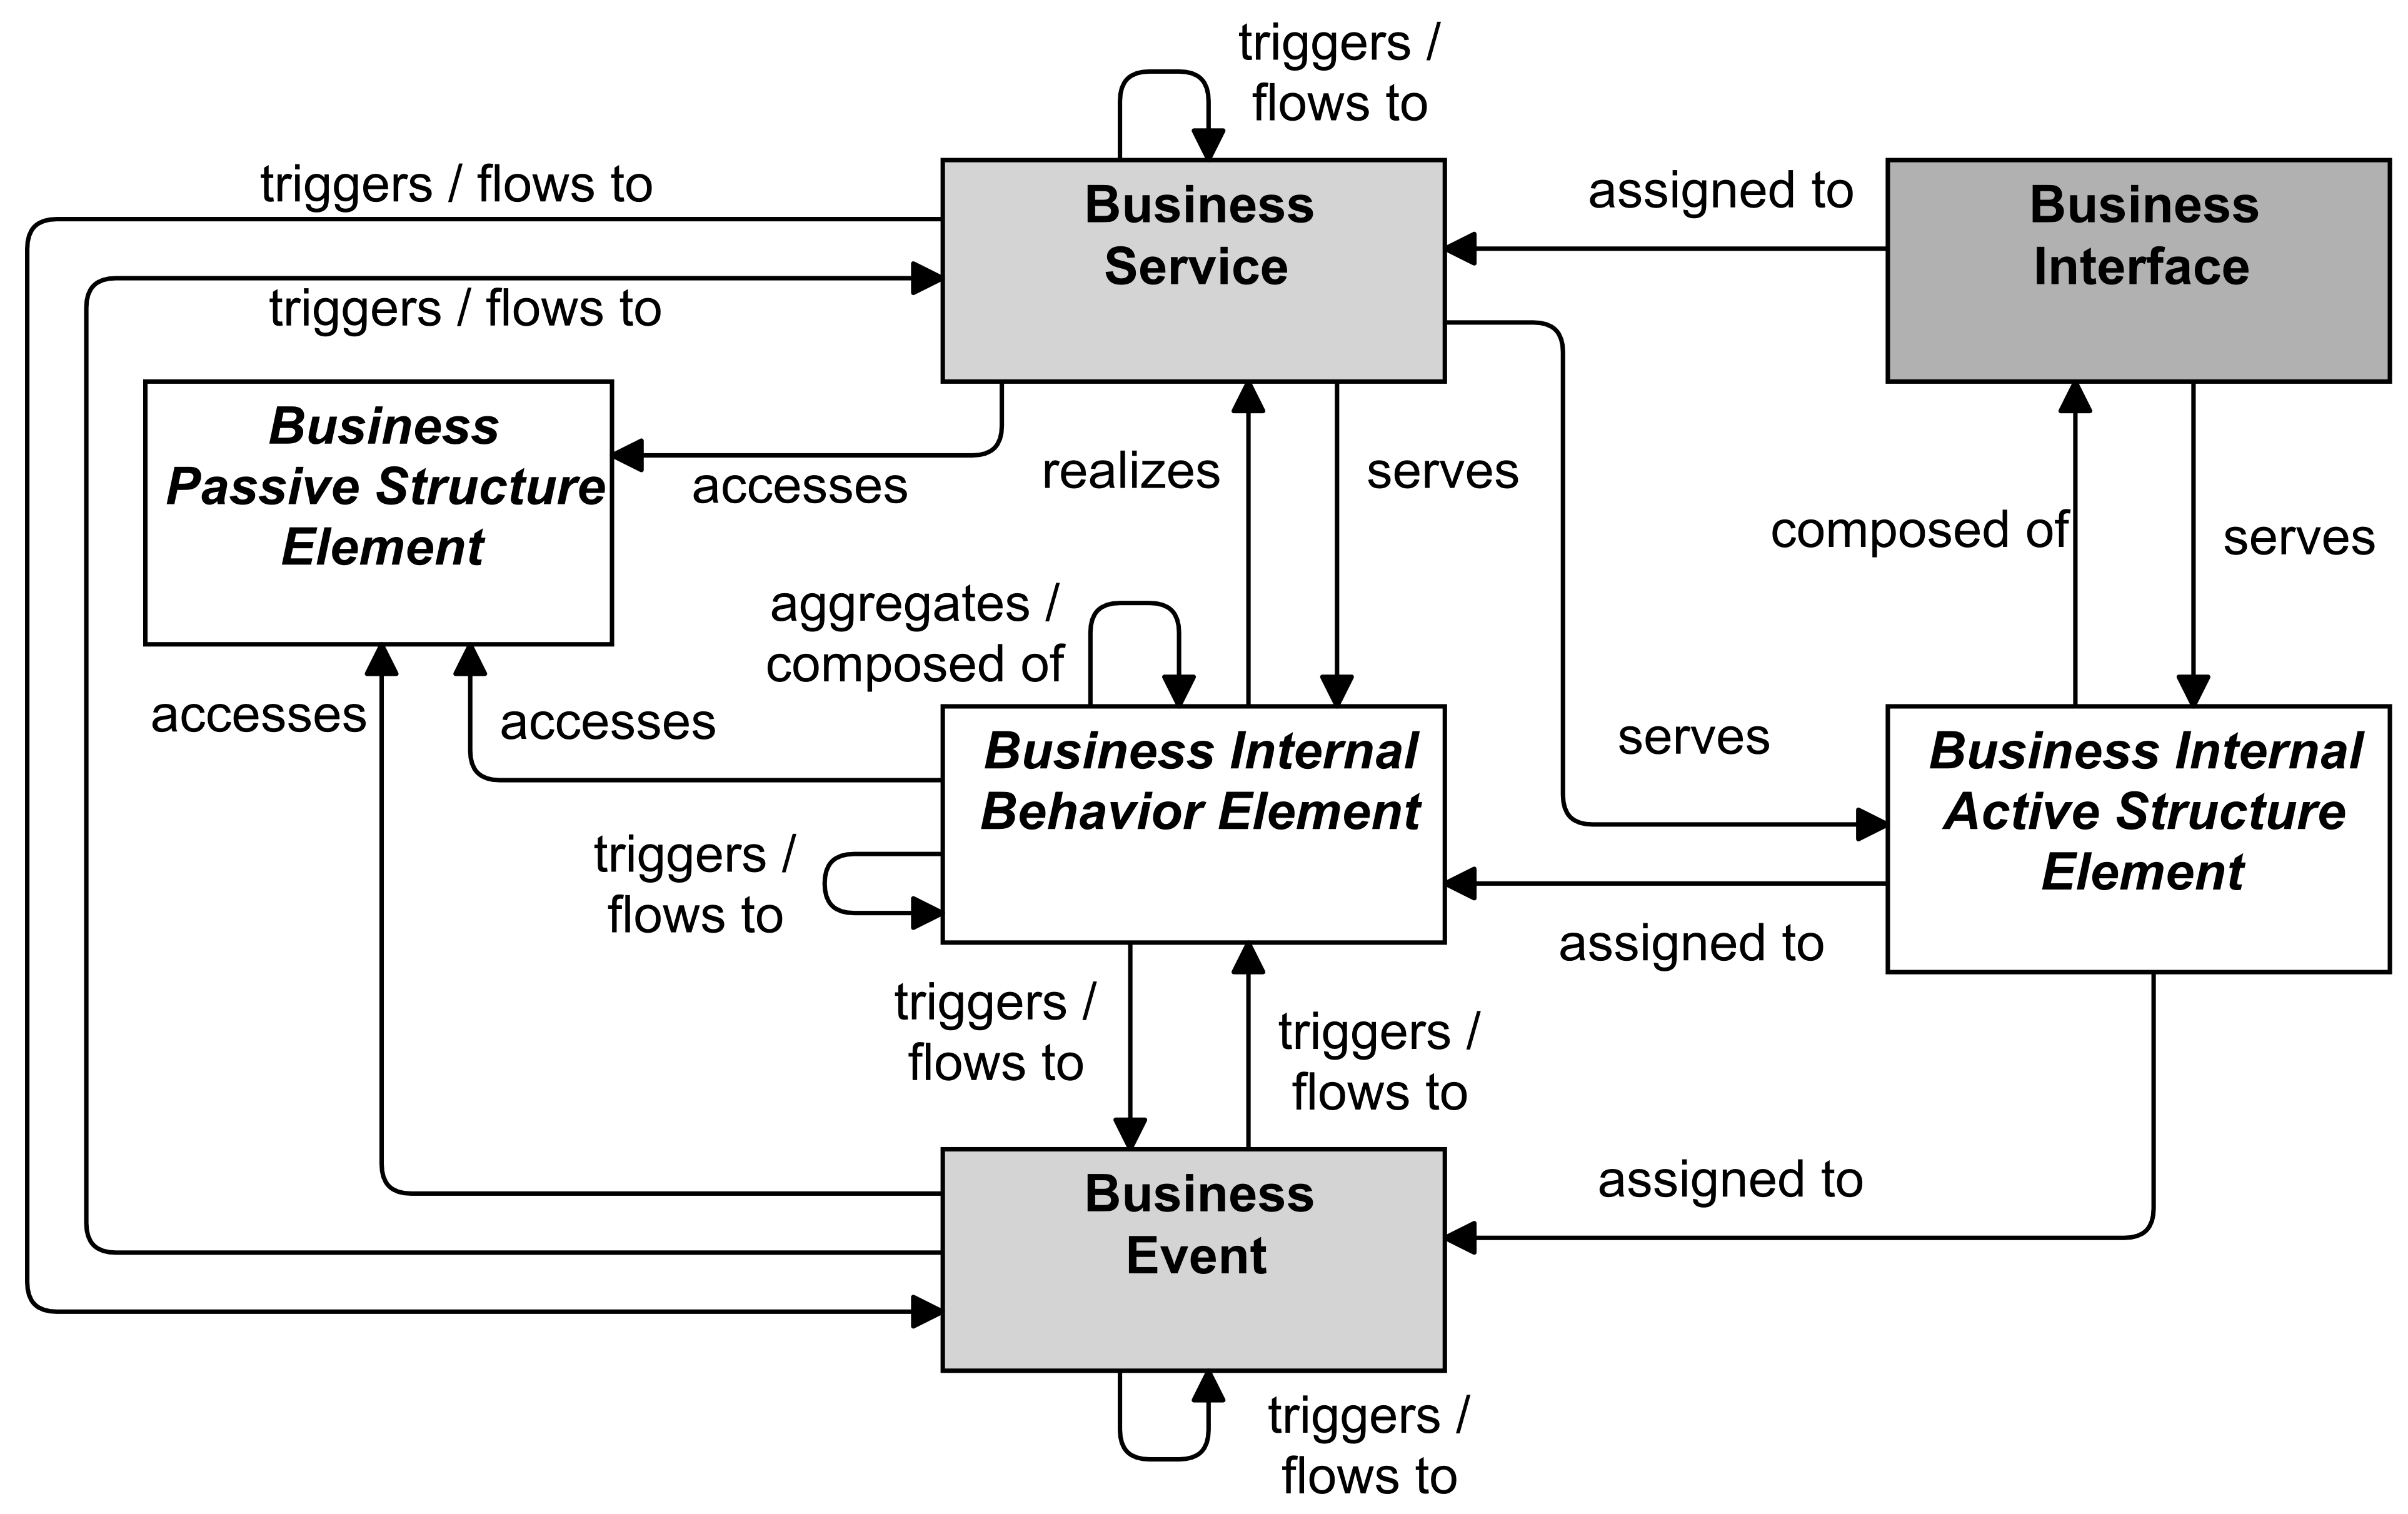 triggers /
flows to
triggers / flows to
Business
Service
assigned to
Business
Interface
triggers / flows to
Business
Passive Structure
Element
accesses
realizes
serves
composed of
serves
aggregates /
composed of
accesses
accesses
Business Internal
Behavior Element
serves
Business Internal
Active Structure
Element
triggers /
flows to
assigned to
triggers /
flows to
triggers /
flows to
Business
Event
assigned to
triggers /
flows to